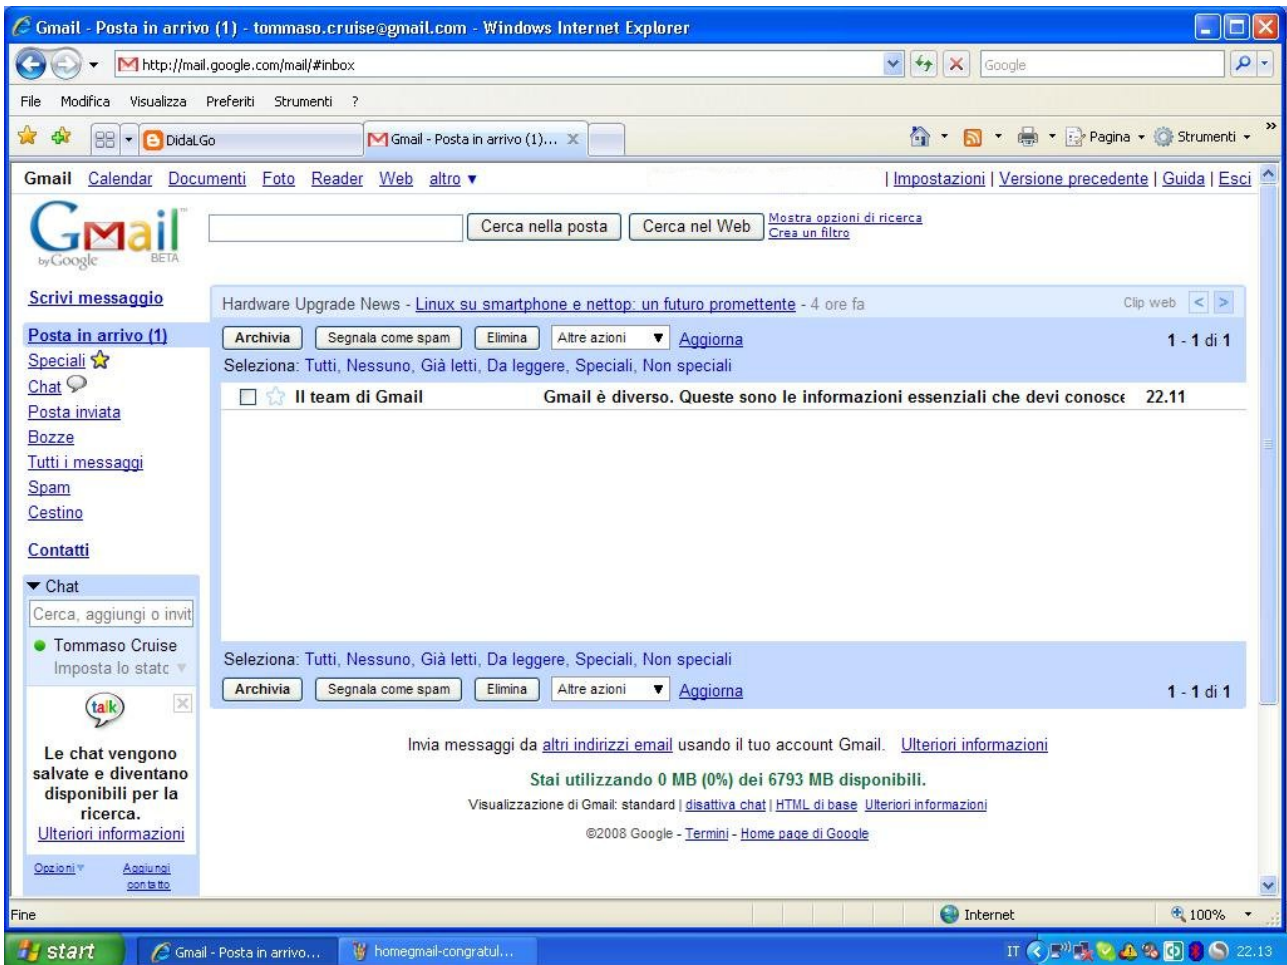 Gmail - Posta in arrivo (1) - tommaso.cruise@gmail.com - Windows Internet Explorer
http://mail.google.com/mail/#inbox
Google
File Modifica Visualizza Preferiti Strumenti ?
DidaLGo
Gmail - Posta in arrivo (1)...
Pagina
Strumenti
Gmail Calendar Documenti Foto Reader Web altro ▼
| Impostazioni | Versione precedente | Guida | Esci
Gmail
by Google BETA
Cerca nella posta
Cerca nel Web
Mostra opzioni di ricerca
Crea un filtro
Scrivi messaggio
Posta in arrivo (1)
Speciali
Chat
Posta inviata
Bozze
Tutti i messaggi
Spam
Cestino
Contatti
Chat
Cerca, aggiungi o invit
Tommaso Cruise
Imposta lo statc
talk
Le chat vengono
salvate e diventano
disponibili per la
ricerca.
Ulteriori informazioni
Opzioni
Aggiungi
contatto
Hardware Upgrade News - Linux su smartphone e nettop: un futuro promettente - 4 ore fa
Clip web < >
Archivia Segnala come spam Elimina Altre azioni ▼ Aggiorna 1 - 1 di 1
Seleziona: Tutti, Nessuno, Già letti, Da leggere, Speciali, Non speciali
Il team di Gmail Gmail è diverso. Queste sono le informazioni essenziali che devi conosce 22.11
Seleziona: Tutti, Nessuno, Già letti, Da leggere, Speciali, Non speciali
Archivia Segnala come spam Elimina Altre azioni ▼ Aggiorna 1 - 1 di 1
Invia messaggi da altri indirizzi email usando il tuo account Gmail. Ulteriori informazioni
Stai utilizzando 0 MB (0%) dei 6793 MB disponibili.
Visualizzazione di Gmail: standard | disattiva chat | HTML di base Ulteriori informazioni
©2008 Google - Termini - Home page di Google
Fine
Internet
100%
start
Gmail - Posta in arrivo...
homegmail-congratul...
IT
22.13